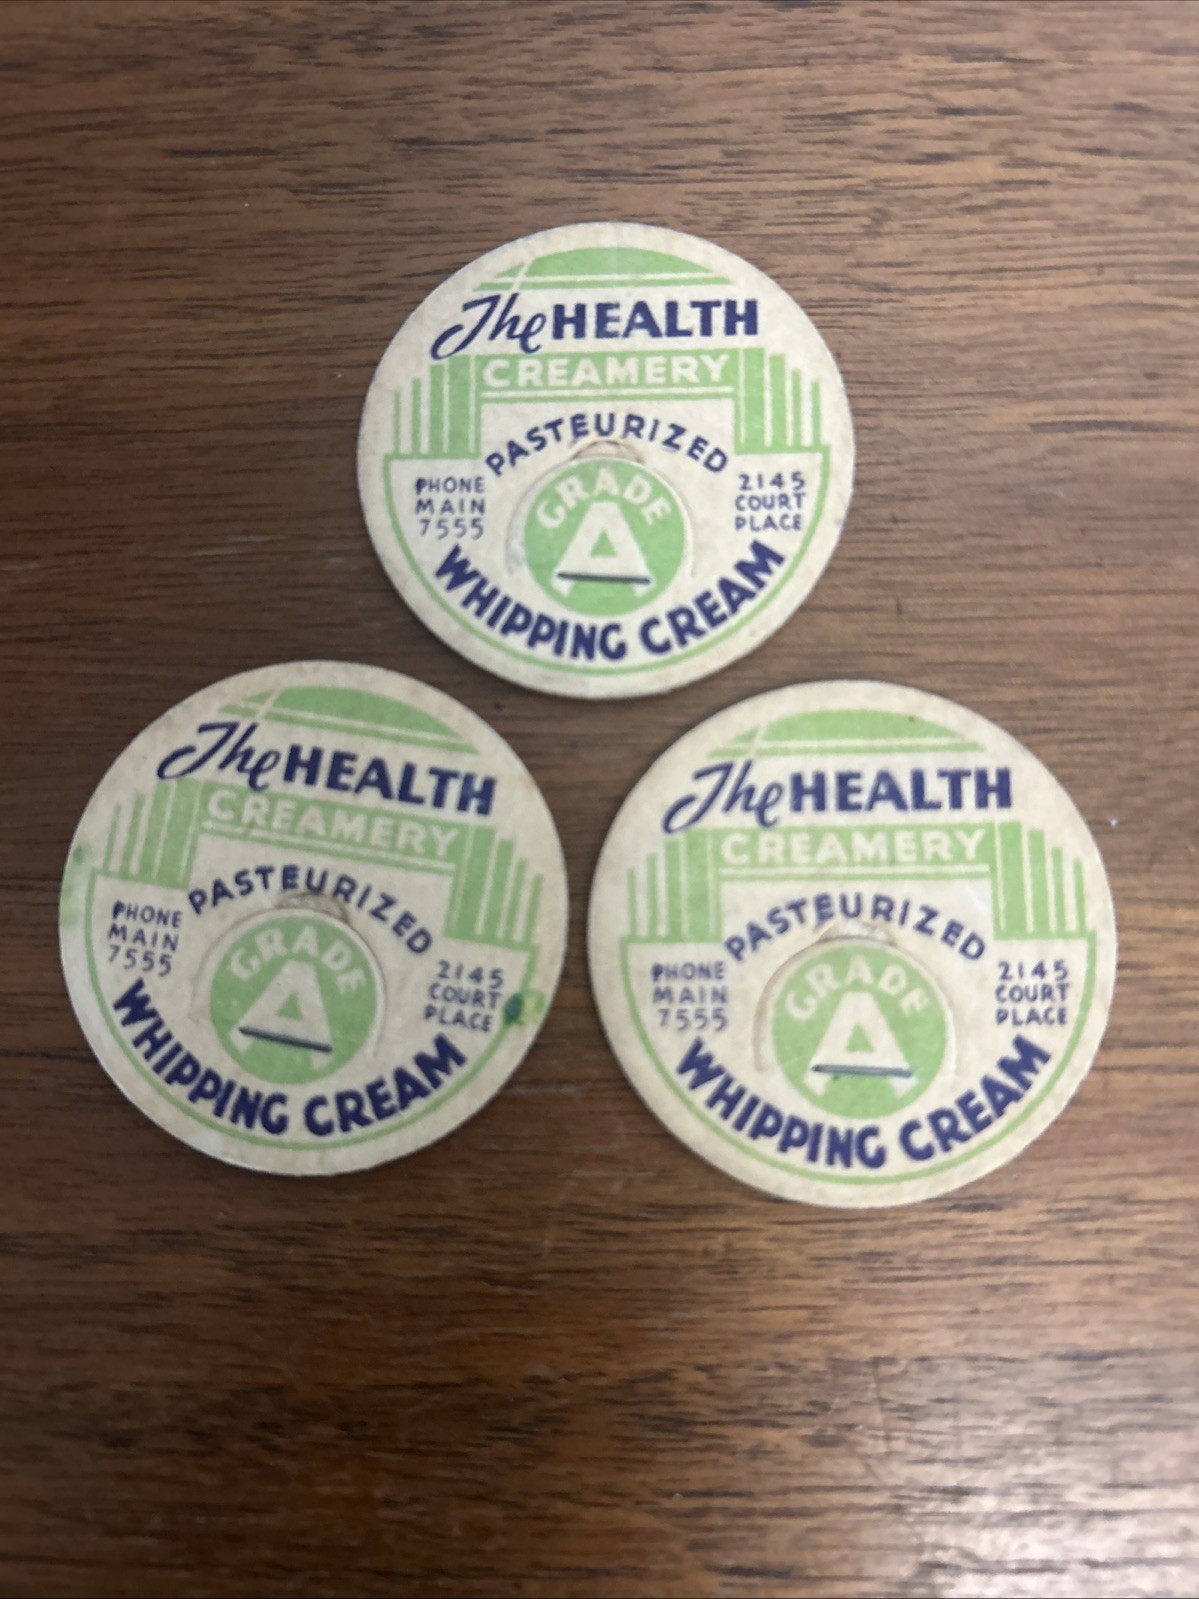 The HEALTH
CREAMERY
PASTEURIZED
PHONE
MAIN
7555
GRADE
A
2145
COURT
PLACE
WHIPPING CREAM
The HEALTH
CREAMERY
PASTEURIZED
PHONE
MAIN
7555
GRADE
A
2145
COURT
PLACE
WHIPPING CREAM
The HEALTH
CREAMERY
PASTEURIZED
PHONE
MAIN
7555
GRADE
A
2145
COURT
PLACE
WHIPPING CREAM